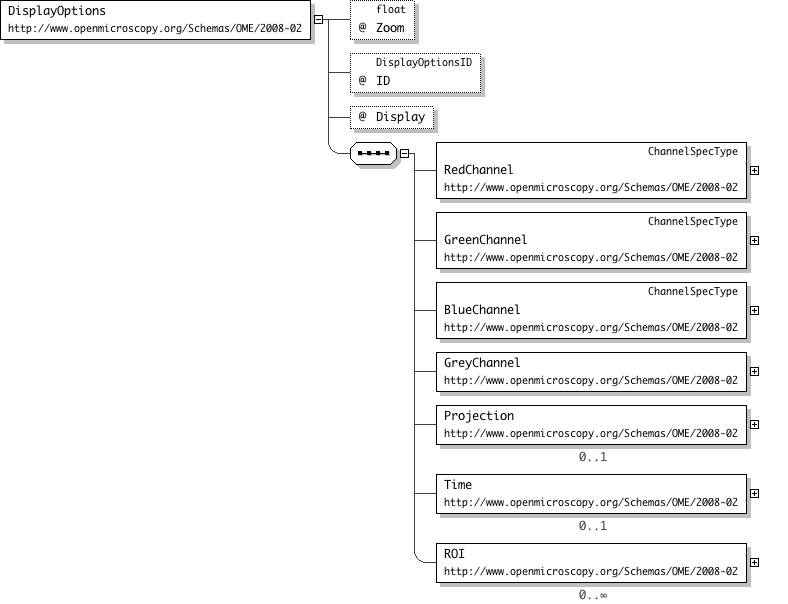 DisplayOptions
http://www.openmicroscopy.org/Schemas/OME/2008-02
float
@ Zoom
DisplayOptionsID
@ ID
@ Display
ChannelSpecType
RedChannel
http://www.openmicroscopy.org/Schemas/OME/2008-02
ChannelSpecType
GreenChannel
http://www.openmicroscopy.org/Schemas/OME/2008-02
ChannelSpecType
BlueChannel
http://www.openmicroscopy.org/Schemas/OME/2008-02
GreyChannel
http://www.openmicroscopy.org/Schemas/OME/2008-02
Projection
http://www.openmicroscopy.org/Schemas/OME/2008-02
0..1
Time
http://www.openmicroscopy.org/Schemas/OME/2008-02
0..1
ROI
http://www.openmicroscopy.org/Schemas/OME/2008-02
0..∞